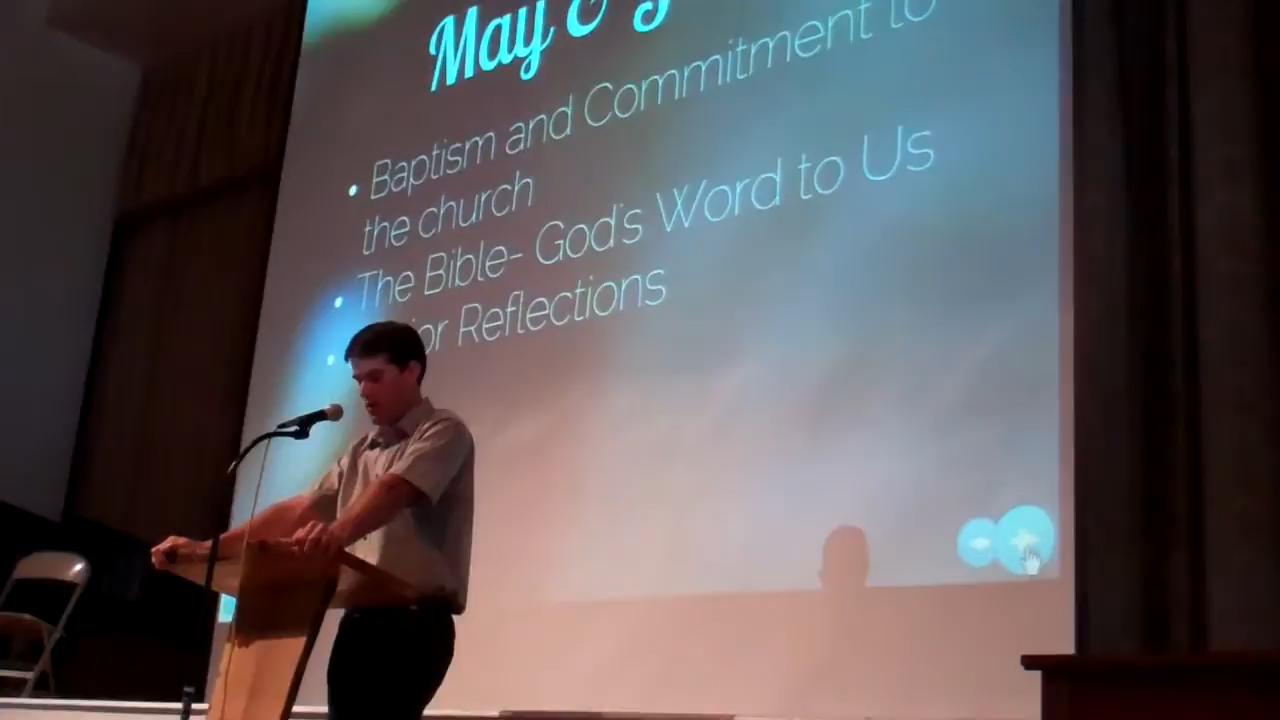 May &
• Baptism and Commitment to
the church
• The Bible- God's Word to Us
• Reflections